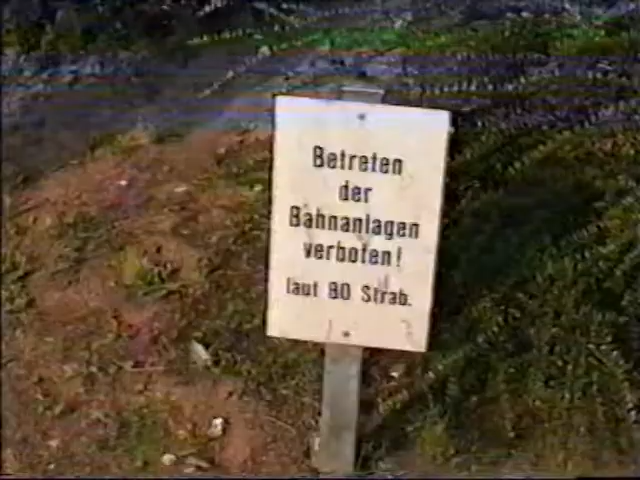 Betreten
der
Bahnanlagen
verboten!
laut BO Strab.